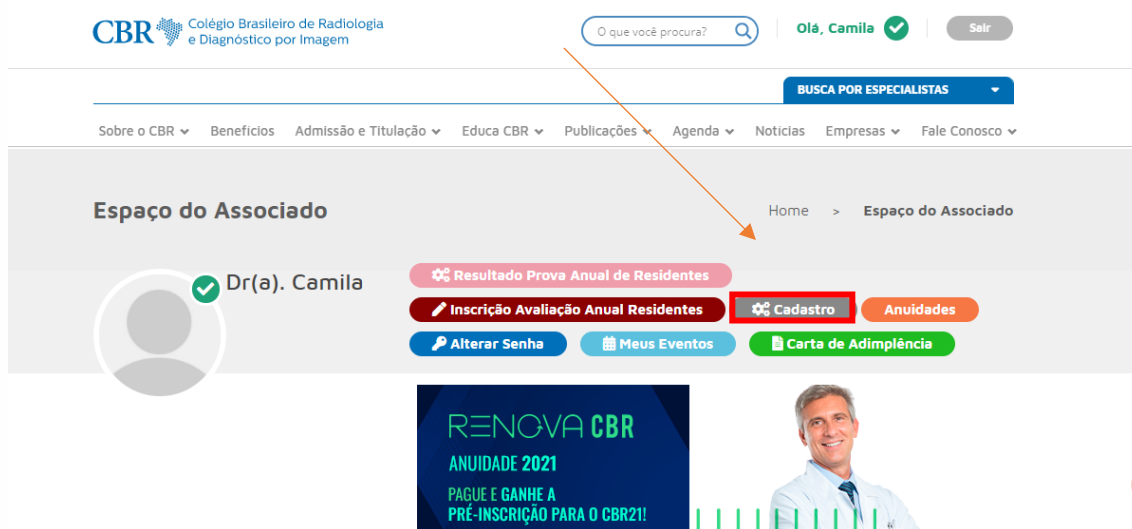 CBR Colégio Brasileiro de Radiologia
e Diagnóstico por Imagem
O que você procura?
Olá, Camila
Sair
BUSCA POR ESPECIALISTAS
Sobre o CBR Benefícios Admissão e Titulação Educa CBR Publicações Agenda Notícias Empresas Fale Conosco
Espaço do Associado
Home > Espaço do Associado
Dr(a). Camila
Resultado Prova Anual de Residentes
Inscrição Avaliação Anual Residentes Cadastro Anuidades
Alterar Senha Meus Eventos Carta de Adimplência
RENOVA CBR
ANUIDADE 2021
PAGUE E GANHE A
PRÉ-INSCRIÇÃO PARA O CBR21!